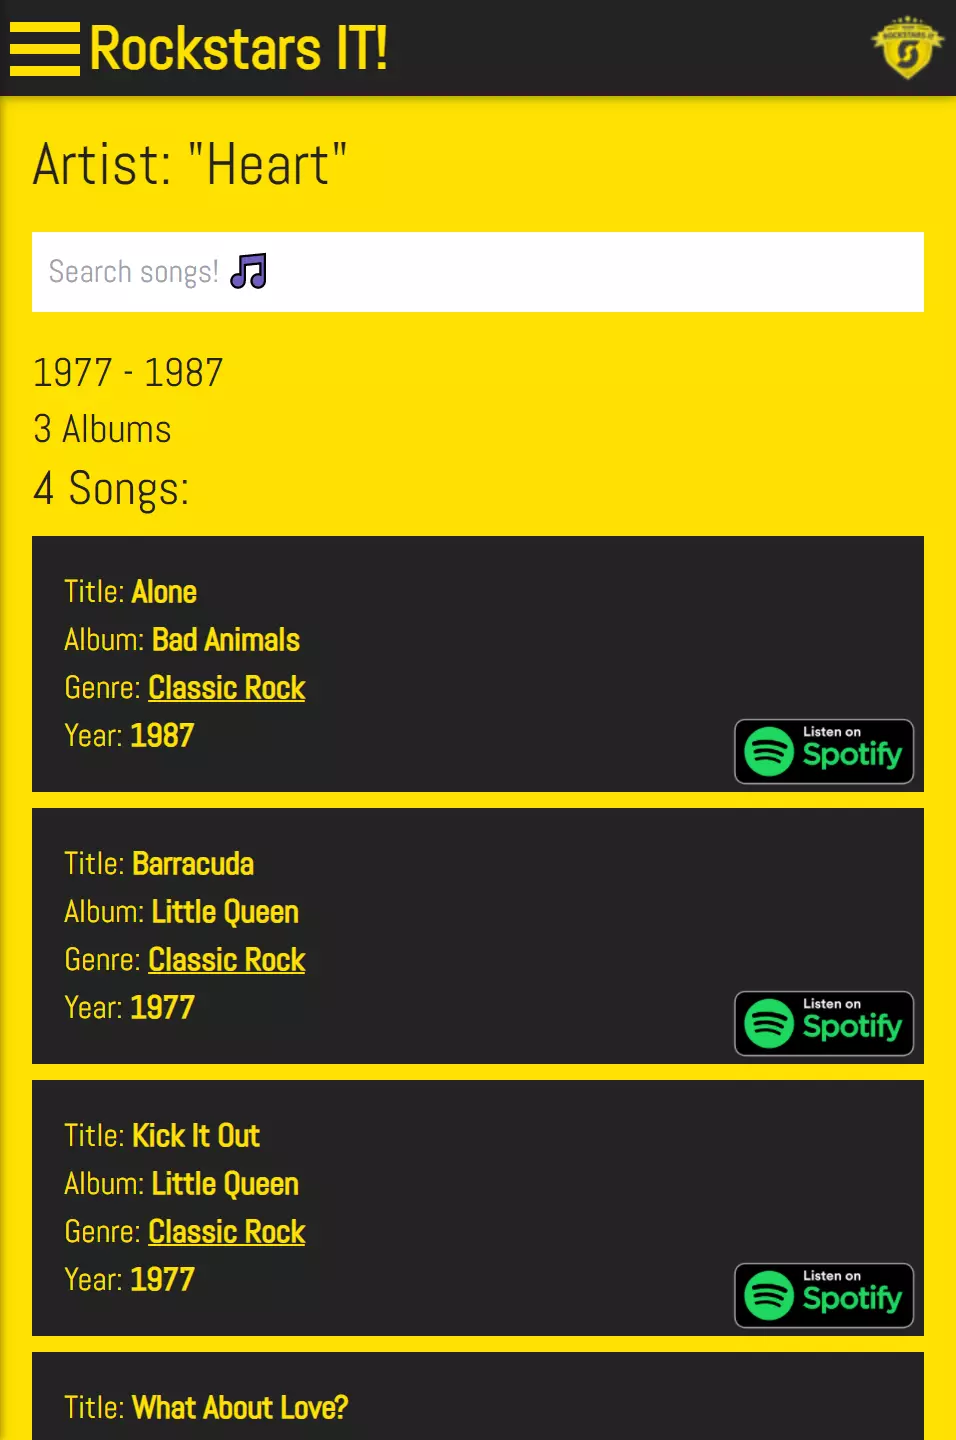 Rockstars IT!
ROCKSTARS IT
Artist: "Heart"
Search songs!
1977 - 1987
3 Albums
4 Songs:
Title: Alone
Album: Bad Animals
Genre: Classic Rock
Year: 1987
Listen on
Spotify
Title: Barracuda
Album: Little Queen
Genre: Classic Rock
Year: 1977
Listen on
Spotify
Title: Kick It Out
Album: Little Queen
Genre: Classic Rock
Year: 1977
Listen on
Spotify
Title: What About Love?